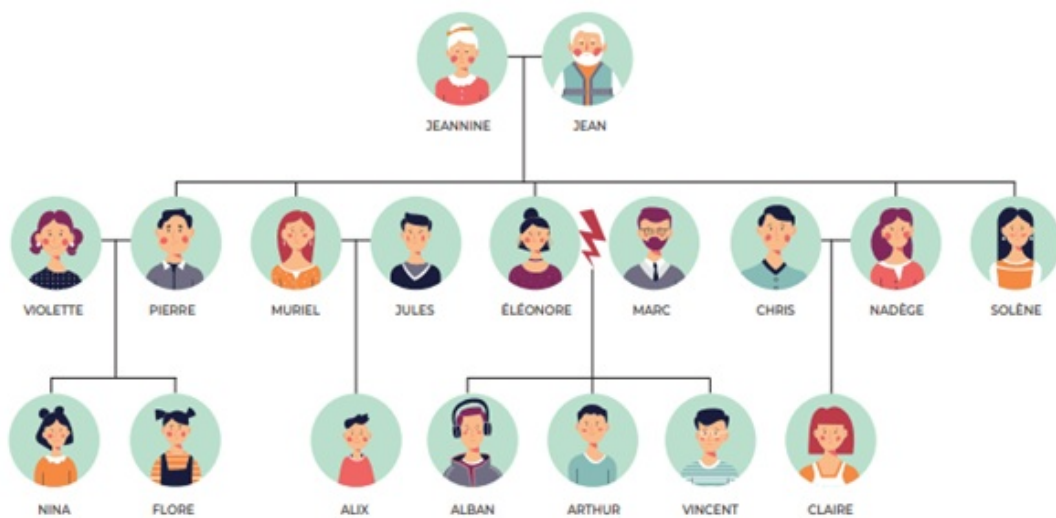 JEANNINE JEAN
VIOLETTE PIERRE MURIEL JULES ÉLÉONORE MARC CHRIS NADÈGE SOLÈNE
NINA FLORE ALIX ALBAN ARTHUR VINCENT CLAIRE